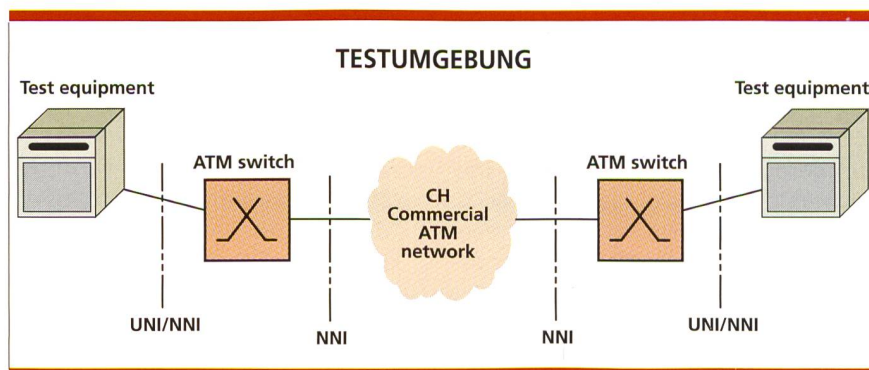 TESTUMGEBUNG
Test equipment
Test equipment
ATM switch
ATM switch
CH
Commercial
ATM
network
UNI/NNI
NNI
NNI
UNI/NNI